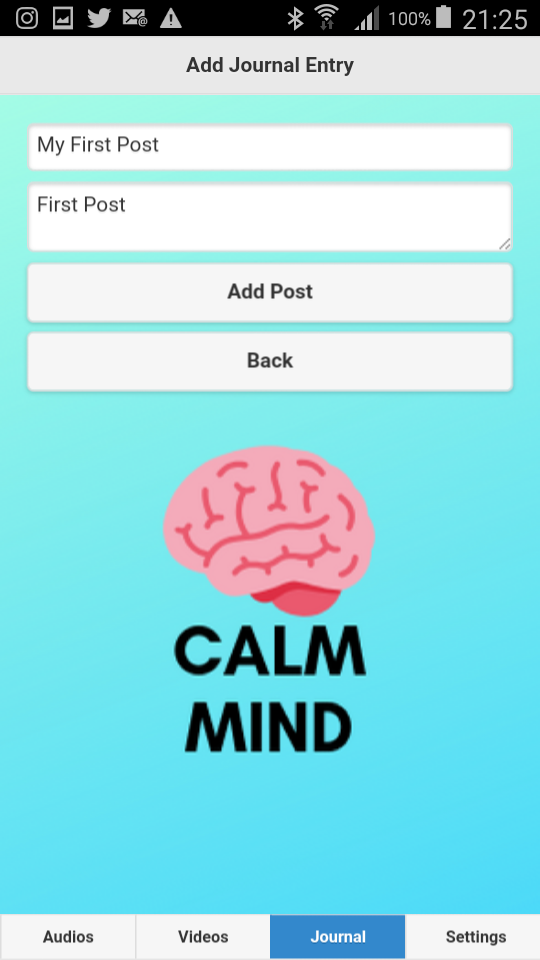 100% 21:25
Add Journal Entry
My First Post
First Post
Add Post
Back
CALM
MIND
Audios Videos Journal Settings